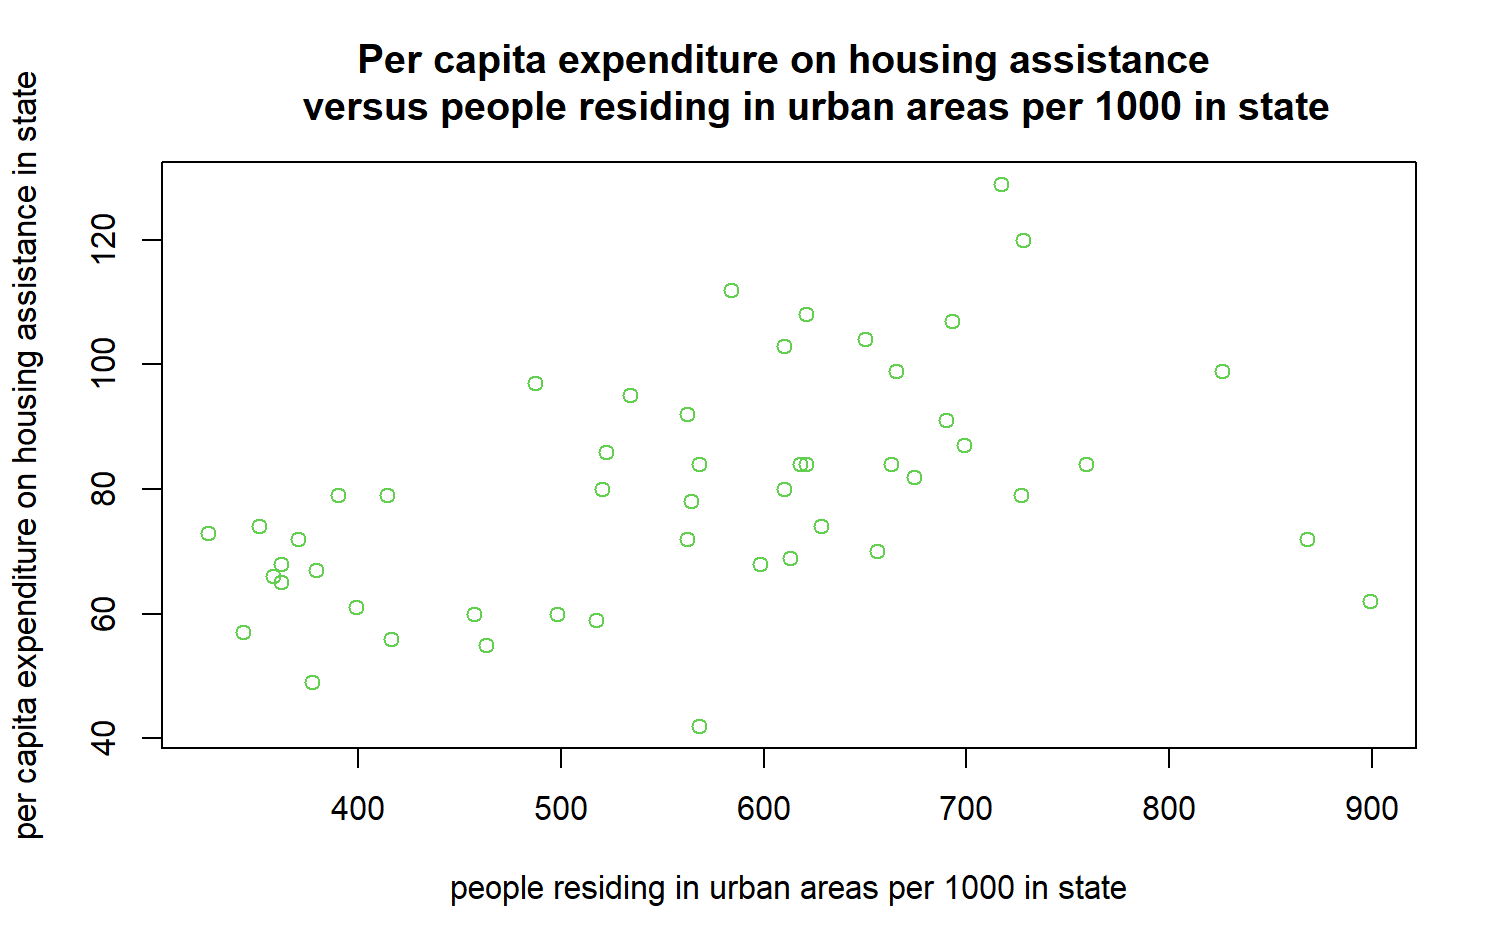 Per capita expenditure on housing assistance
versus people residing in urban areas per 1000 in state
per capita expenditure on housing assistance in state
120
100
80
60
40
400 500 600 700 800 900
people residing in urban areas per 1000 in state